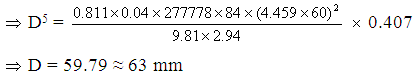 ⇒ D⁵ = (0.811×0.04×277778×84×(4.459×60)²)/(9.81×2.94) × 0.407
⇒ D = 59.79 ≈ 63 mm